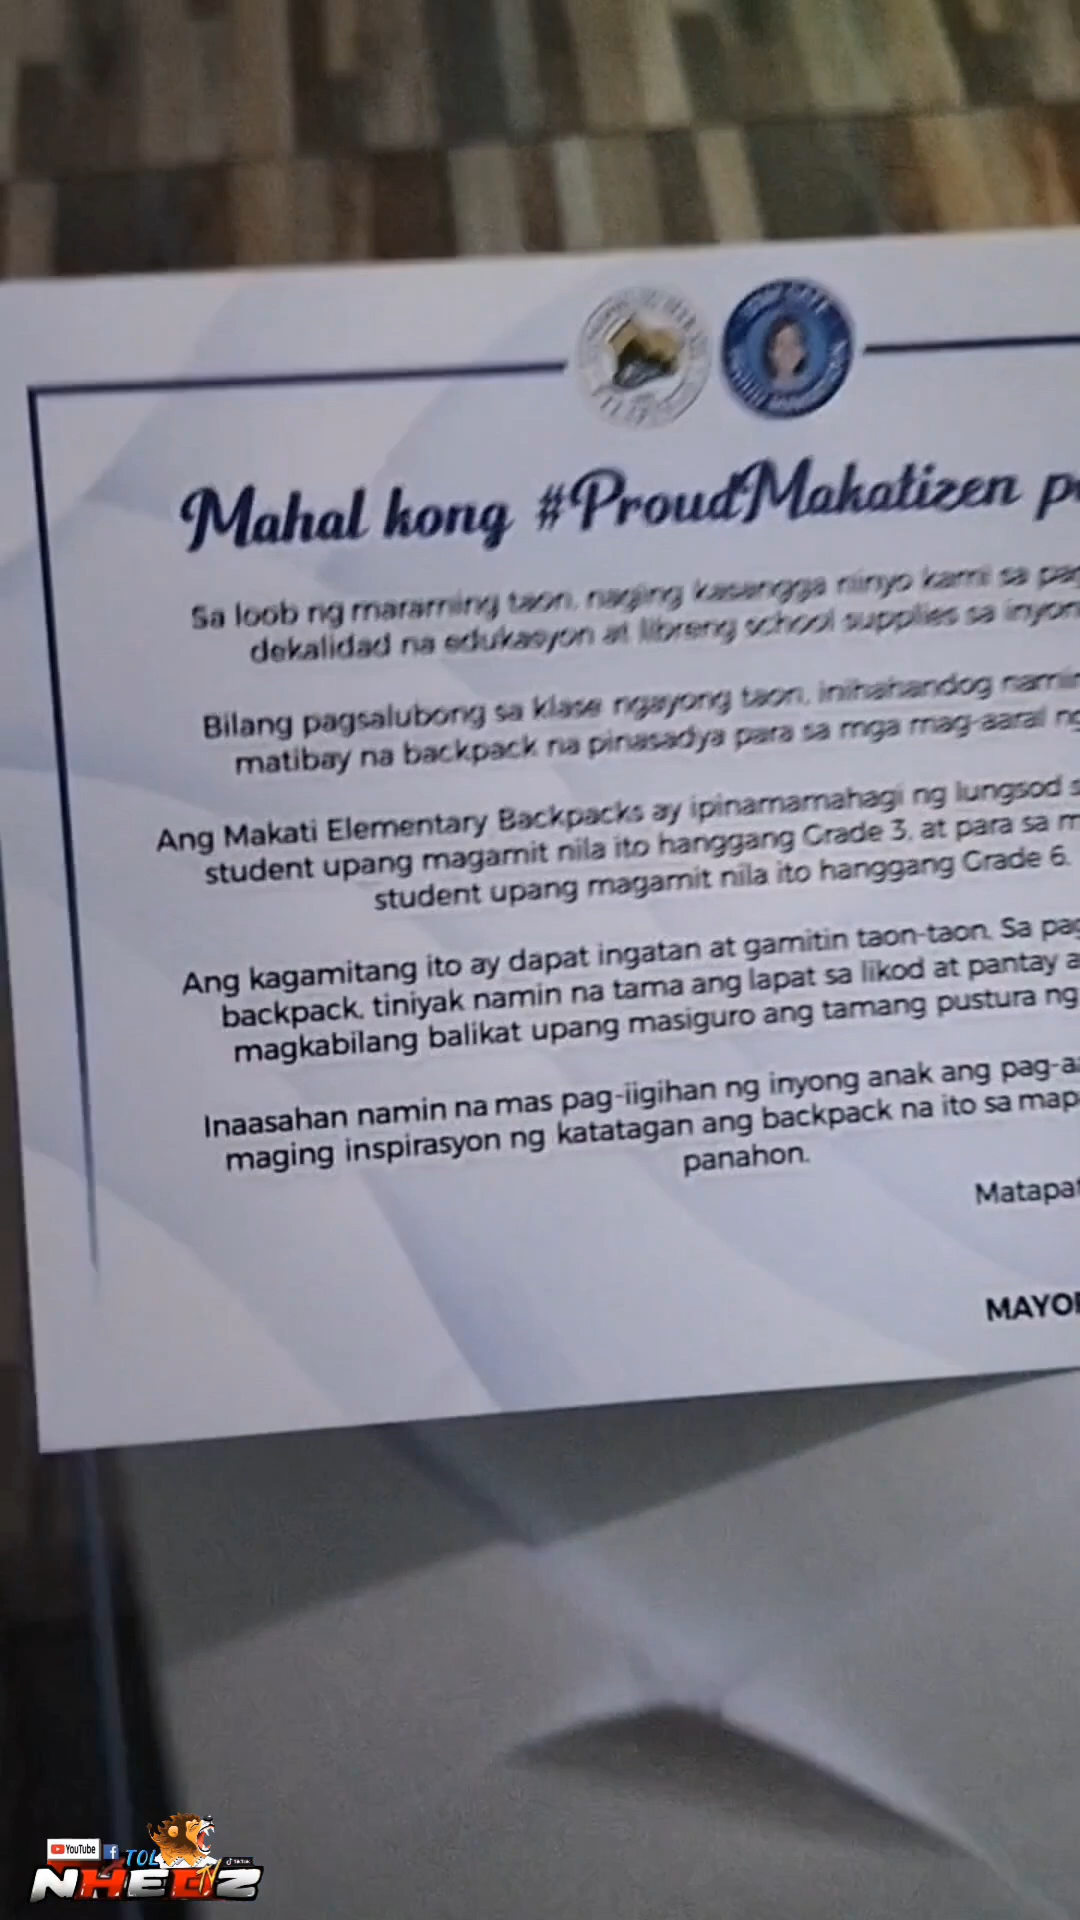 Mahal kong #ProudMakatizen
Sa loob ng maraming taon, naging kasangga ninyo kami sa
dekalidad na edukasyon at libreng school supplies sa
Bilang pagsalubong sa klase ngayong taon, inihahandog
matibay na backpack na pinasadya para sa mga mag-aaral
Ang Makati Elementary Backpacks ay ipinamamahagi ng lungsod
student upang magamit nila ito hanggang Grade 3, at para sa
student upang magamit nila ito hanggang Grade 6.
Ang kagamitang ito ay dapat ingatan at gamitin taon-taon. Sa
backpack, tiniyak namin na tama ang lapat sa likod at pantay
magkabilang balikat upang masiguro ang tamang pustura ng
Inaasahan namin na mas pag-iigihan ng inyong anak ang
maging inspirasyon ng katatagan ang backpack na ito sa
panahon.
YouTube
TikTok